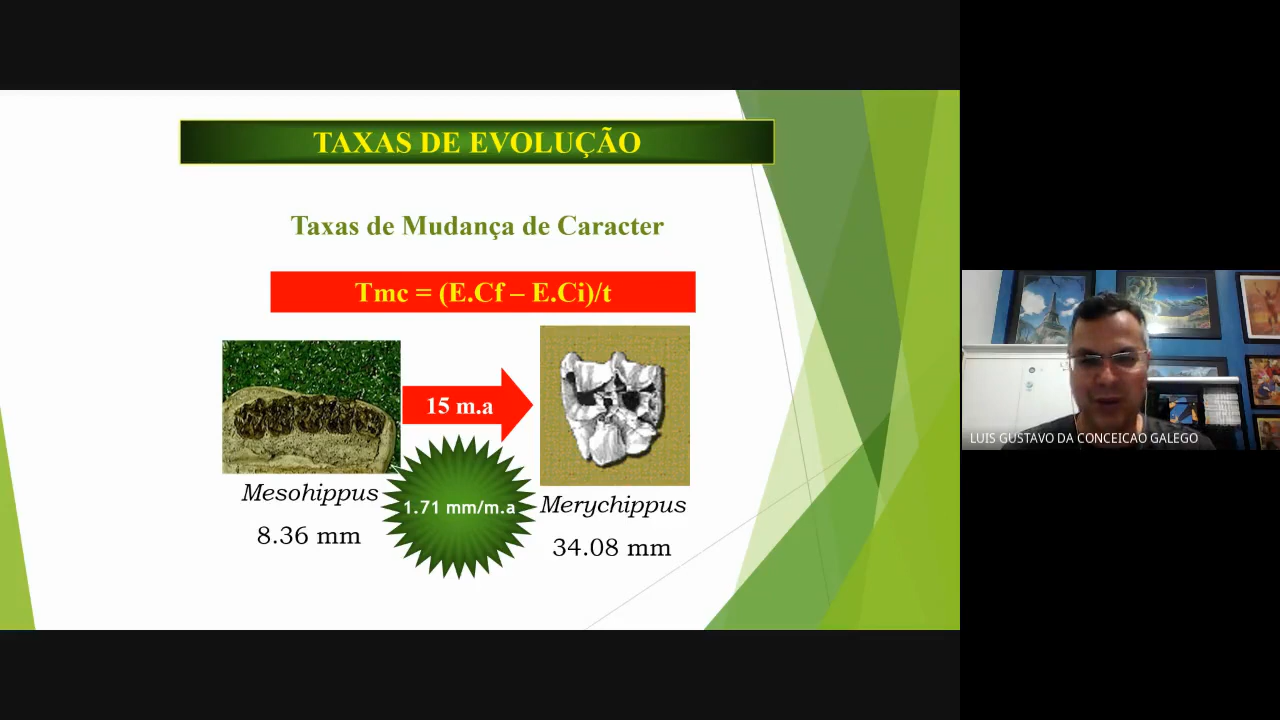 TAXAS DE EVOLUÇÃO
Taxas de Mudança de Caracter
Tmc = (E.Cf – E.Ci)/t
15 m.a
Mesohippus
8.36 mm
1.71 mm/m.a
Merychippus
34.08 mm
LUIS GUSTAVO DA CONCEICAO GALEGO